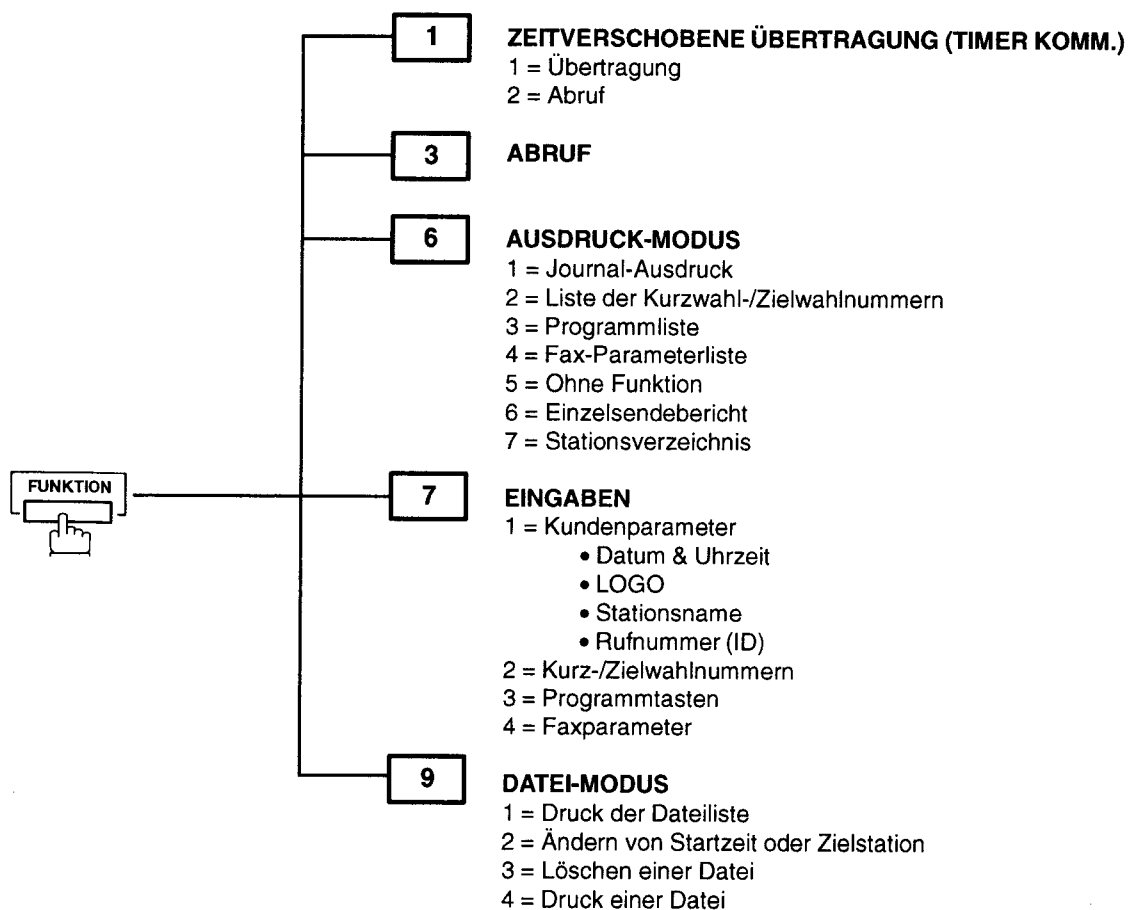 1 ZEITVERSCHOBENE ÜBERTRAGUNG (TIMER KOMM.)
1 = Übertragung
2 = Abruf
3 ABRUF
6 AUSDRUCK-MODUS
1 = Journal-Ausdruck
2 = Liste der Kurzwahl-/Zielwahlnummern
3 = Programmliste
4 = Fax-Parameterliste
5 = Ohne Funktion
6 = Einzelsendebericht
7 = Stationsverzeichnis
FUNKTION
7 EINGABEN
1 = Kundenparameter
• Datum & Uhrzeit
• LOGO
• Stationsname
• Rufnummer (ID)
2 = Kurz-/Zielwahlnummern
3 = Programmtasten
4 = Faxparameter
9 DATEI-MODUS
1 = Druck der Dateiliste
2 = Ändern von Startzeit oder Zielstation
3 = Löschen einer Datei
4 = Druck einer Datei